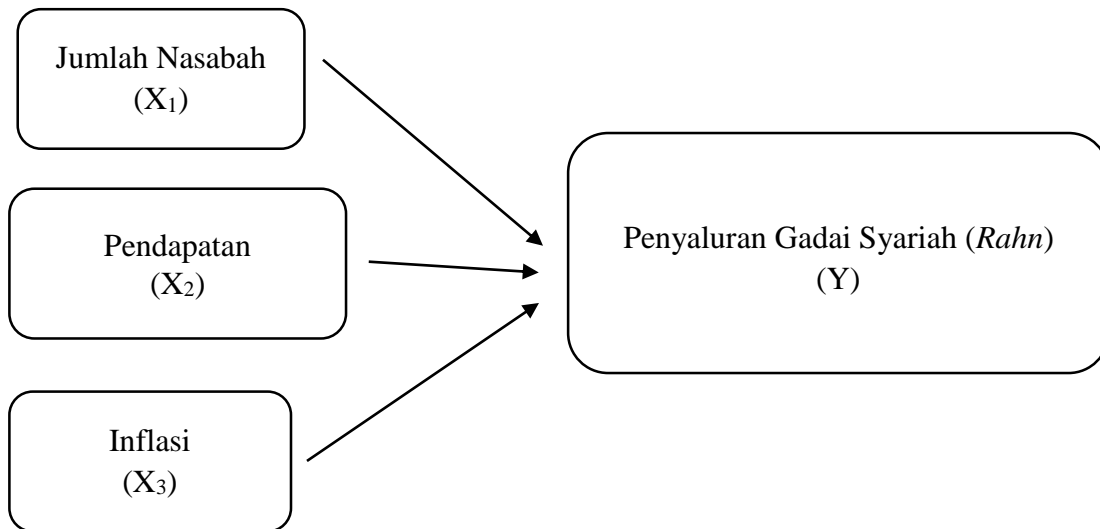 Jumlah Nasabah
(X₁)
Pendapatan
(X₂)
Inflasi
(X₃)
Penyaluran Gadai Syariah (Rahn)
(Y)